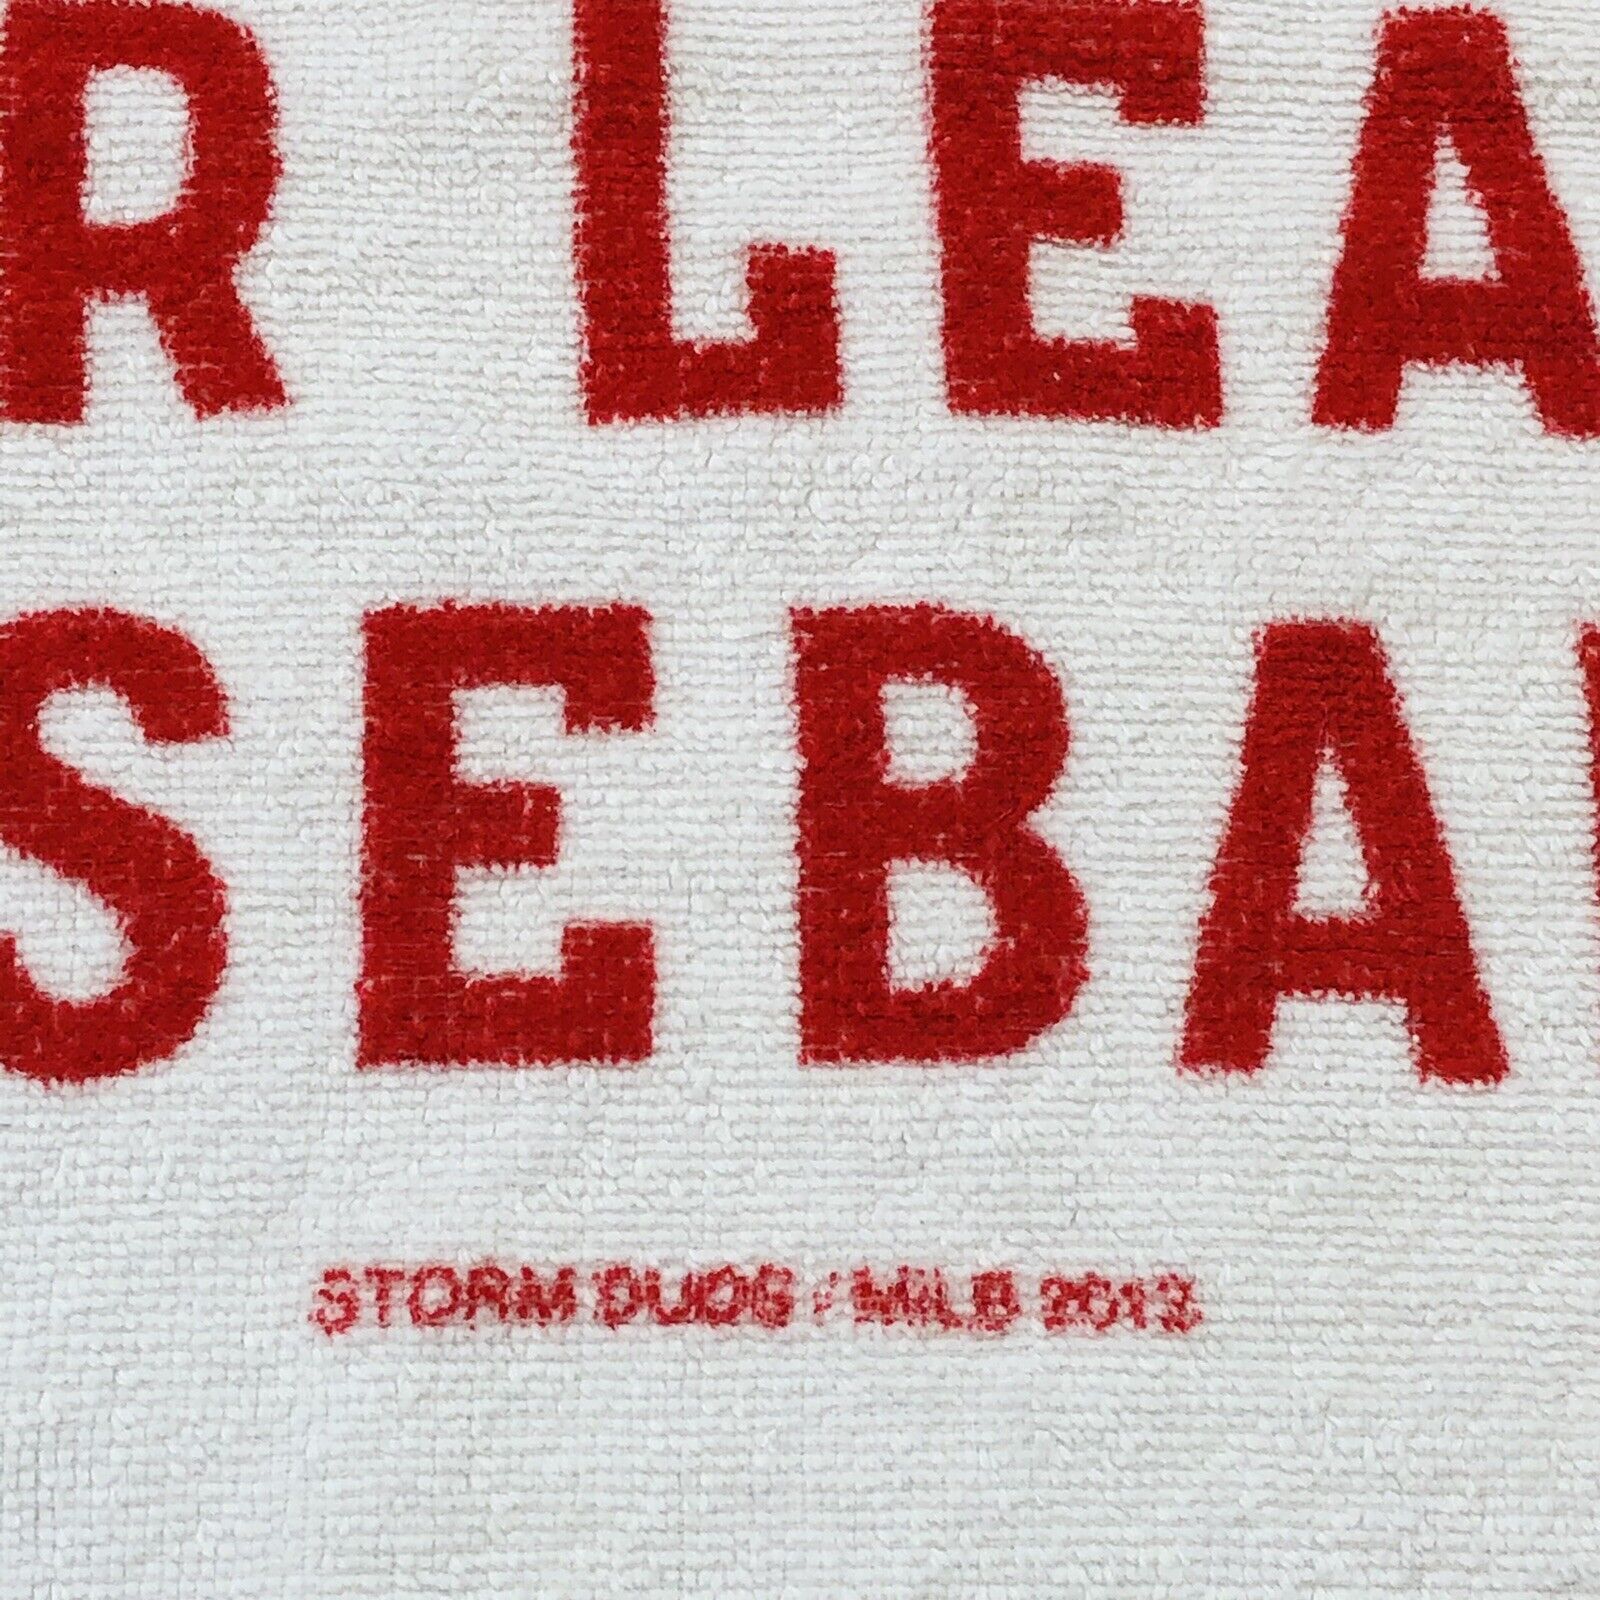 R LEA
SEBA
STORM DUDS / MILB 2013